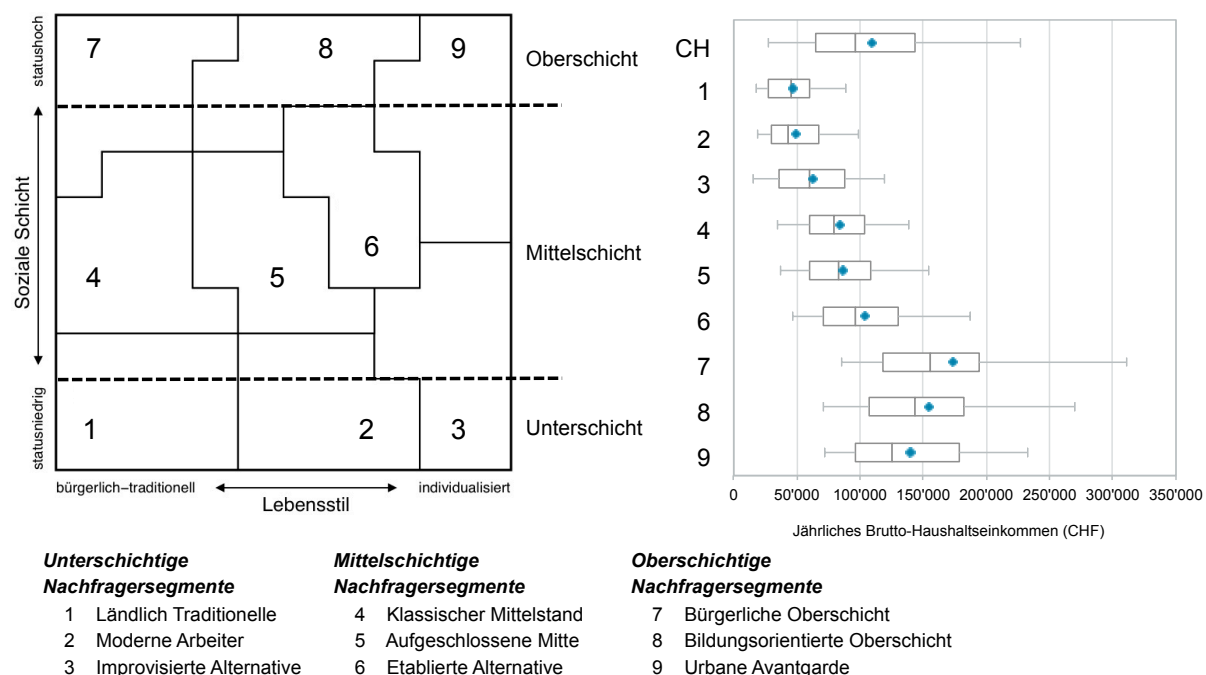 statushoch
Soziale Schicht
statusniedrig
7
8
9
4
5
6
1
2
3
Oberschicht
Mittelschicht
Unterschicht
bürgerlich–traditionell
individualisiert
Lebensstil
CH
1
2
3
4
5
6
7
8
9
0 50'000 100'000 150'000 200'000 250'000 300'000 350'000
Jährliches Brutto-Haushaltseinkommen (CHF)
Unterschichtige
Nachfragersegmente
1 Ländlich Traditionelle
2 Moderne Arbeiter
3 Improvisierte Alternative
Mittelschichtige
Nachfragersegmente
4 Klassischer Mittelstand
5 Aufgeschlossene Mitte
6 Etablierte Alternative
Oberschichtige
Nachfragersegmente
7 Bürgerliche Oberschicht
8 Bildungsorientierte Oberschicht
9 Urbane Avantgarde